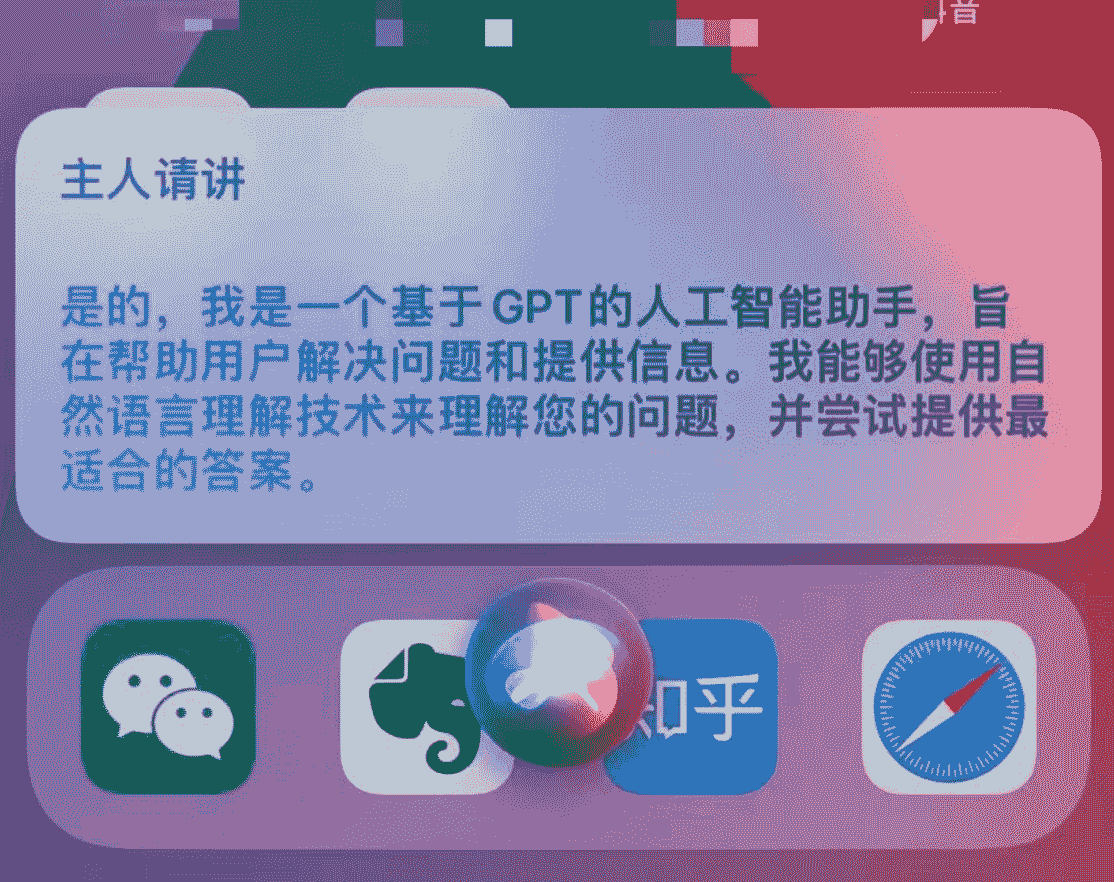 音
主人请讲
是的，我是一个基于GPT的人工智能助手，旨
在帮助用户解决问题和提供信息。我能够使用自
然语言理解技术来理解您的问题，并尝试提供最
适合的答案。
知乎